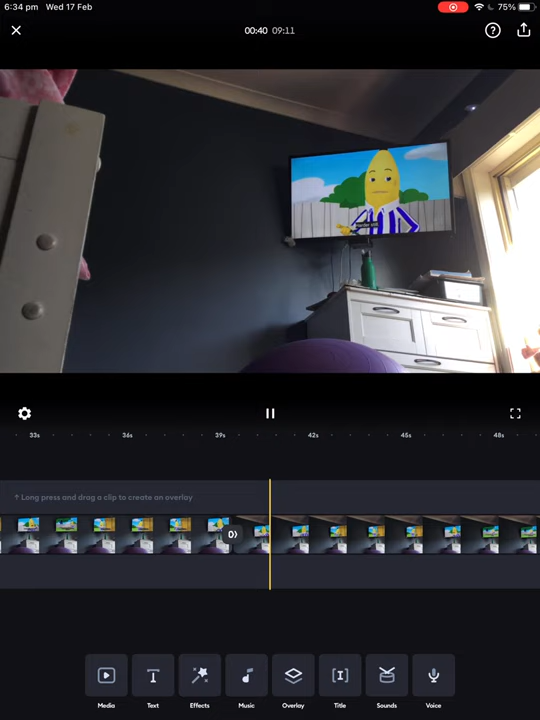 6:34 pm Wed 17 Feb 75%
00:40 09:11
33s 36s 39s 42s 45s 48s
Long press and drag a clip to create an overlay
Media Text Effects Music Overlay Title Sounds Voice